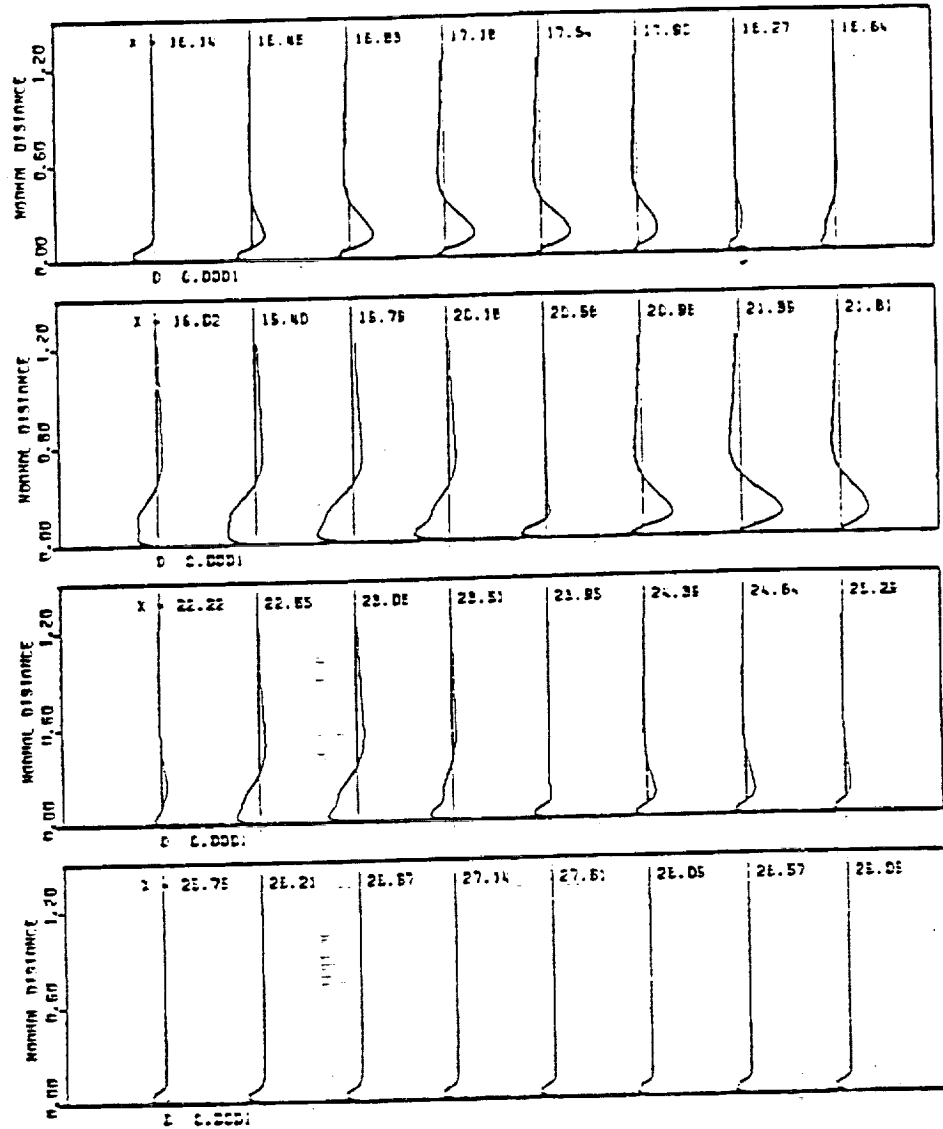 X - 16.14 16.48 16.83 17.18 17.54 17.90 18.27 18.64
NORMAL DISTANCE
0.00 0.60 1.20
0 0.0001
X - 19.02 19.40 19.79 20.18 20.58 20.98 21.39 21.81
NORMAL DISTANCE
0.00 0.60 1.20
0 0.0001
X - 22.22 22.65 23.08 23.51 23.95 24.39 24.84 25.29
NORMAL DISTANCE
0.00 0.60 1.20
0 0.0001
X - 25.75 26.21 26.67 27.14 27.61 28.09 28.57
NORMAL DISTANCE
0.00 0.60 1.20
0 0.0001